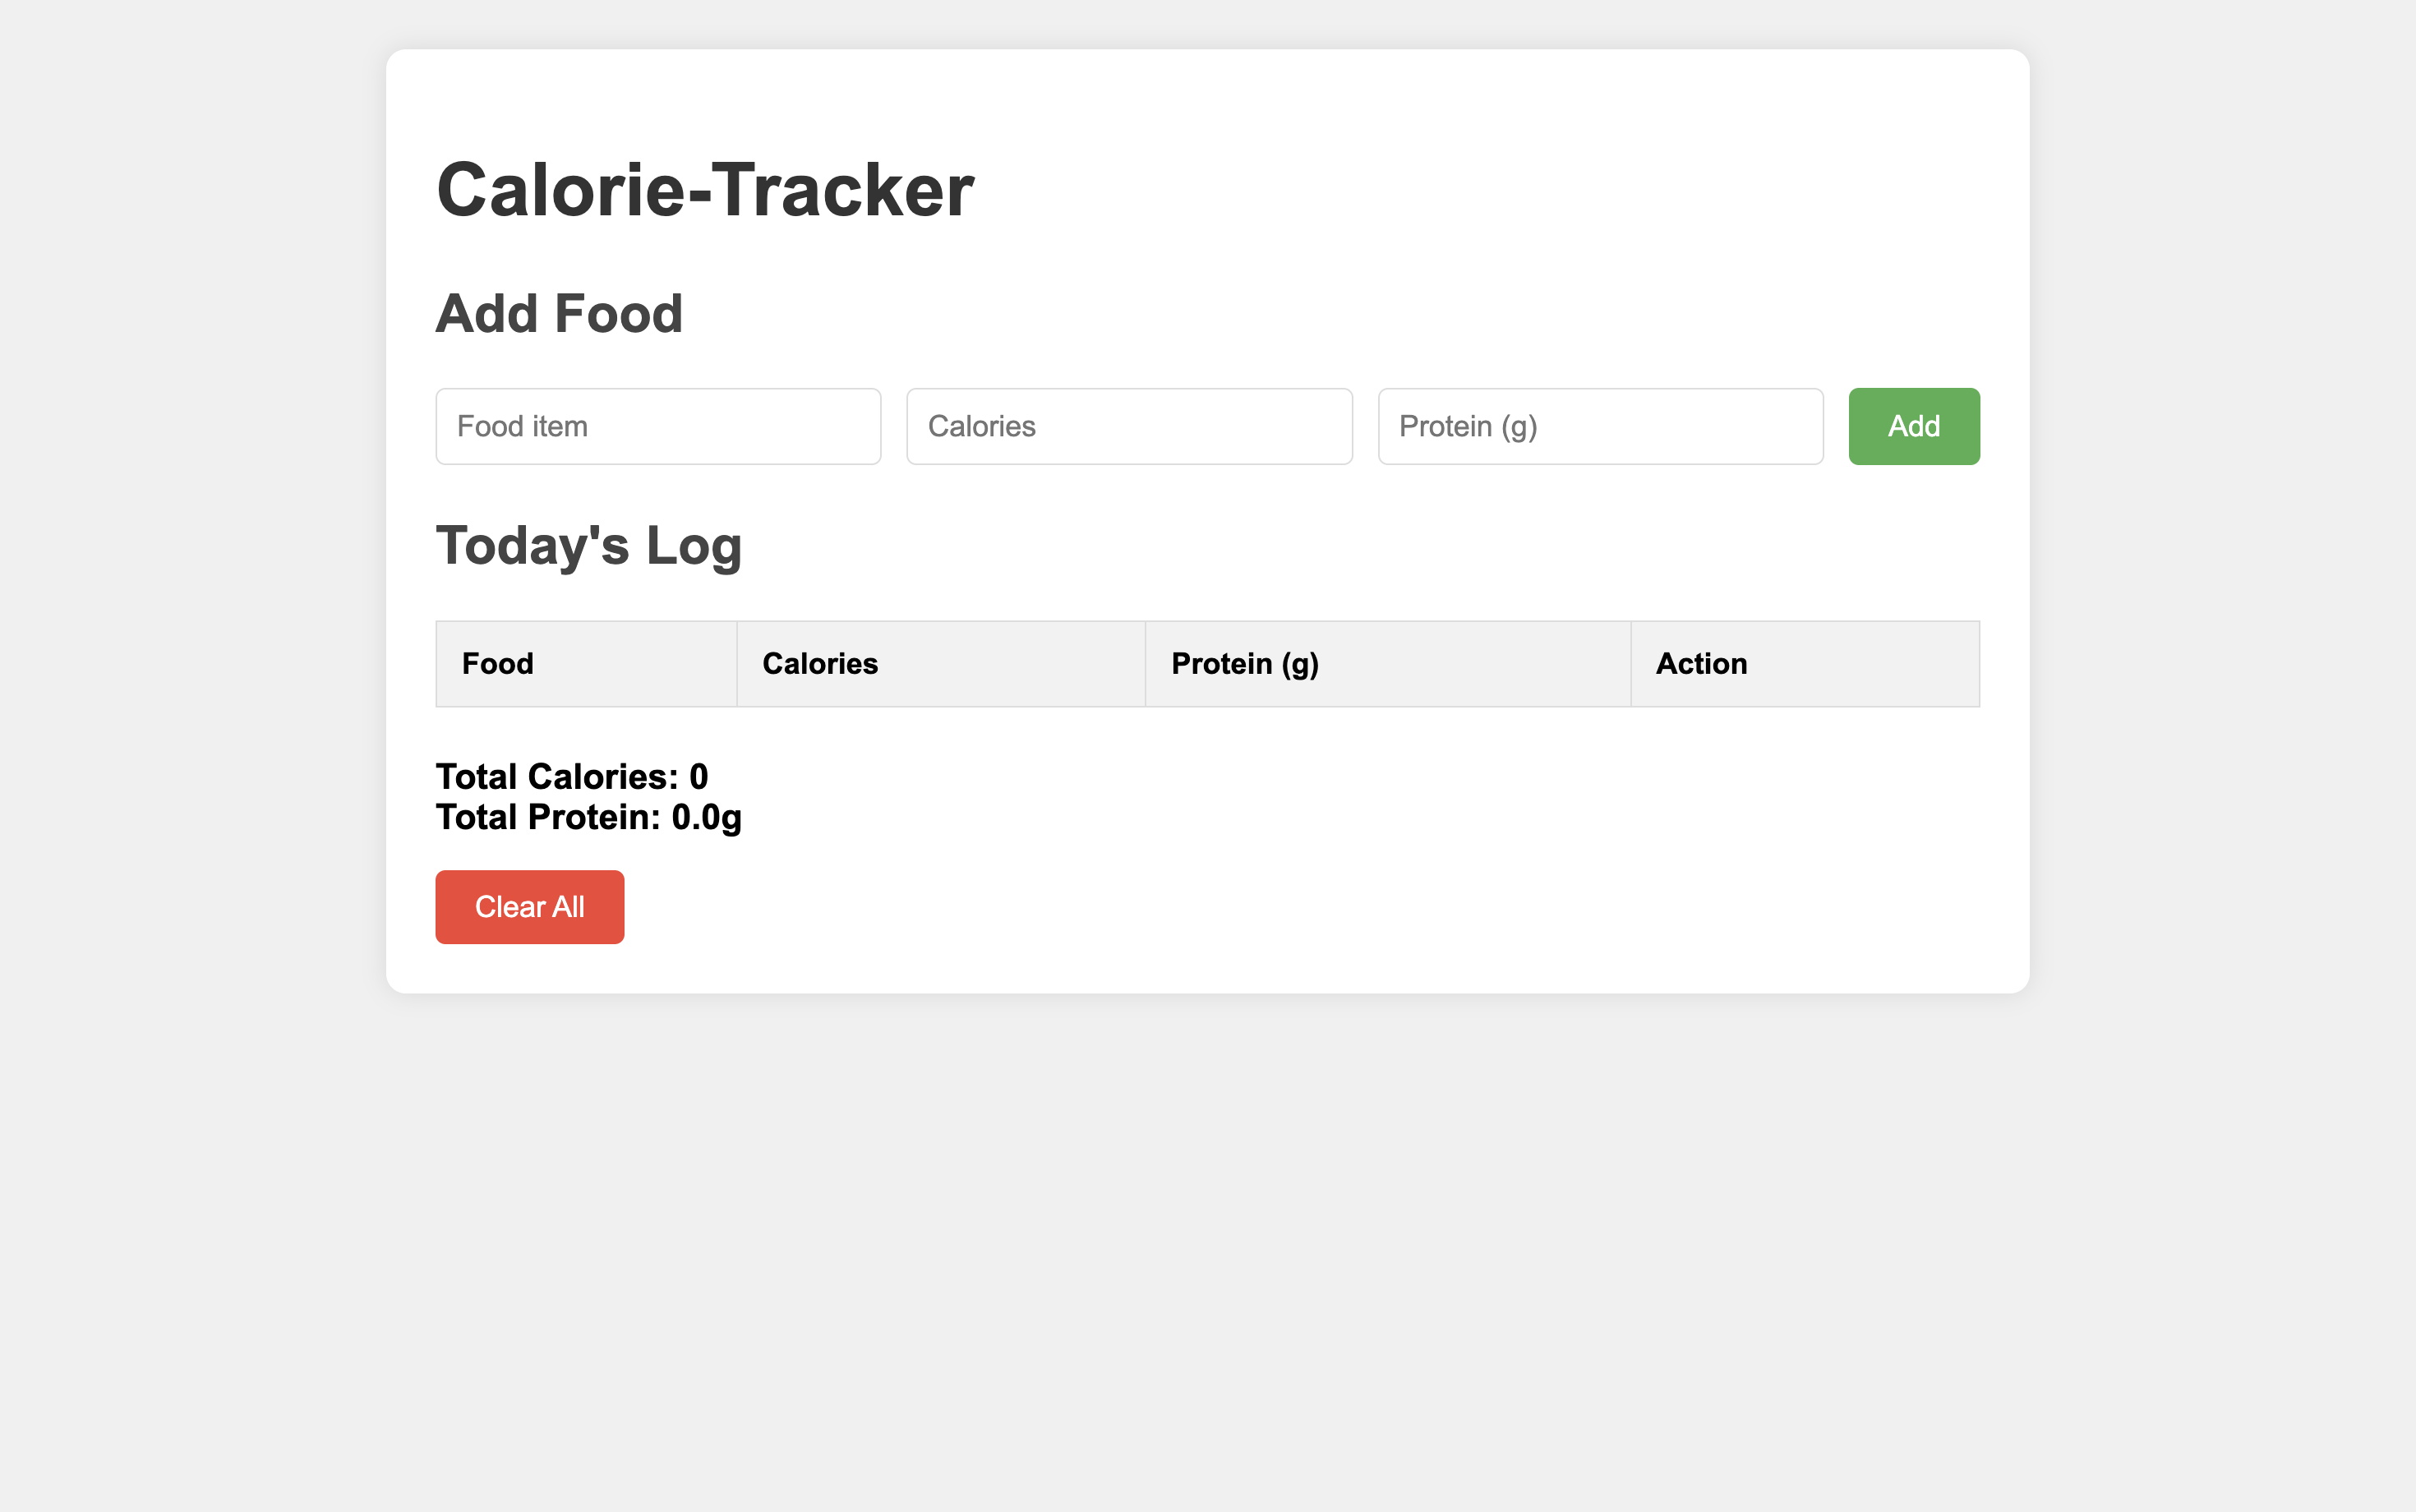 Calorie-Tracker
Add Food
Food item Calories Protein (g) Add
Today's Log
Food Calories Protein (g) Action
Total Calories: 0
Total Protein: 0.0g
Clear All